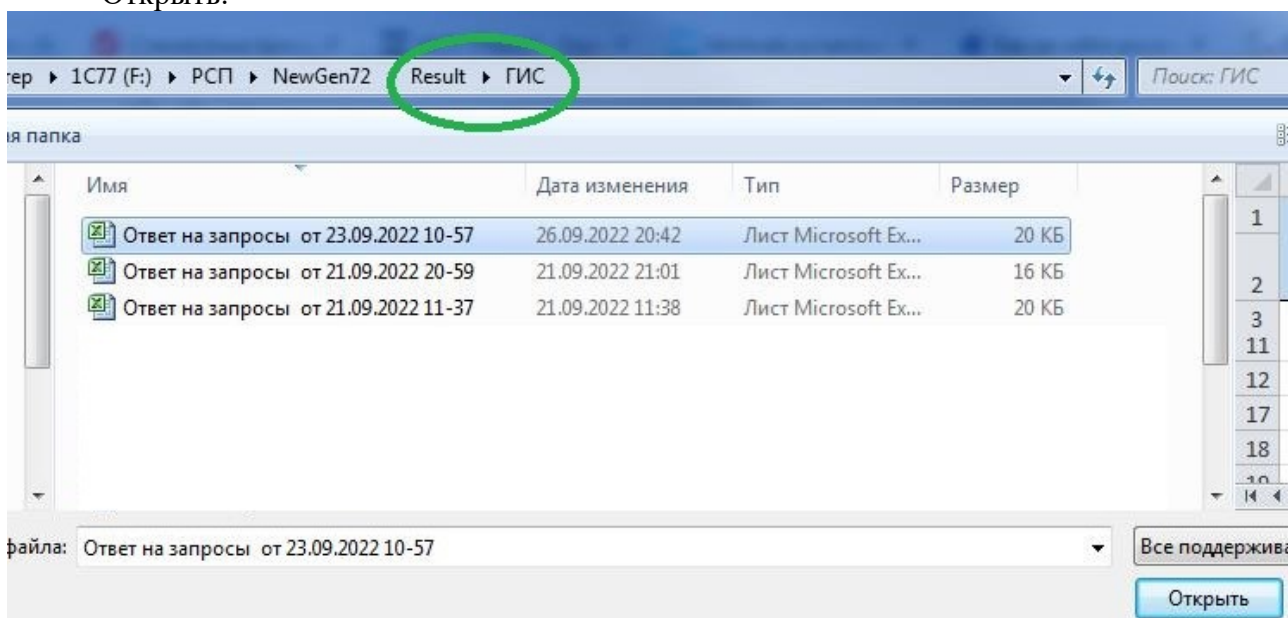 Открыть.
тер ▸ 1C77 (F:) ▸ РСП ▸ NewGen72 Result ▸ ГИС Поиск: ГИС
ая папка
Имя Дата изменения Тип Размер
1
Ответ на запросы от 23.09.2022 10-57 26.09.2022 20:42 Лист Microsoft Ex... 20 КБ
Ответ на запросы от 21.09.2022 20-59 21.09.2022 21:01 Лист Microsoft Ex... 16 КБ
2
Ответ на запросы от 21.09.2022 11-37 21.09.2022 11:38 Лист Microsoft Ex... 20 КБ
3
11
12
17
18
19
файла: Ответ на запросы от 23.09.2022 10-57 Все поддержива
Открыть